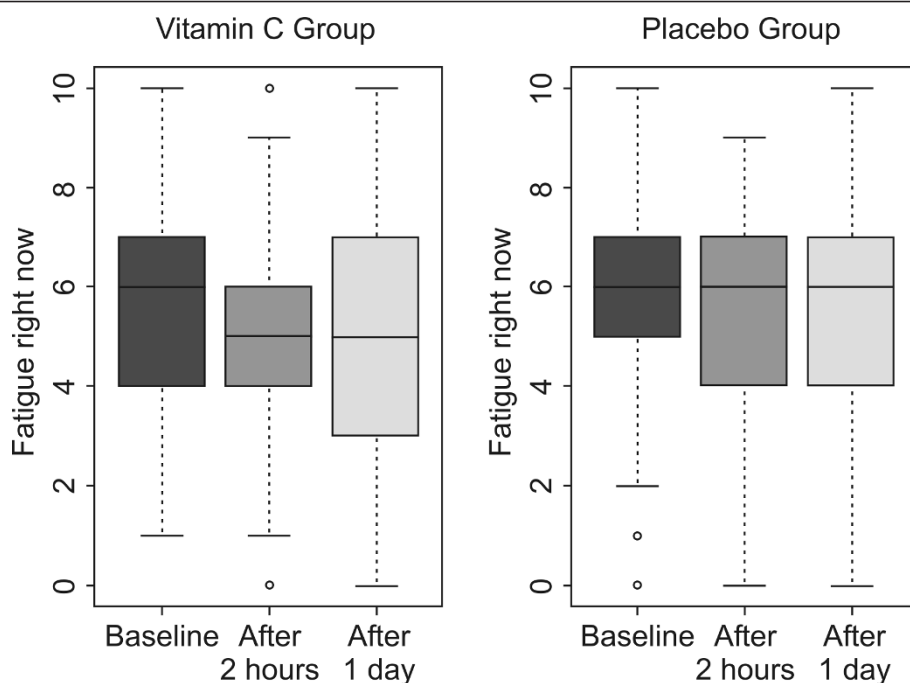 Vitamin C Group
Placebo Group
Fatigue right now
10
8
6
4
2
0
Baseline
After
2 hours
After
1 day
Fatigue right now
10
8
6
4
2
0
Baseline
After
2 hours
After
1 day